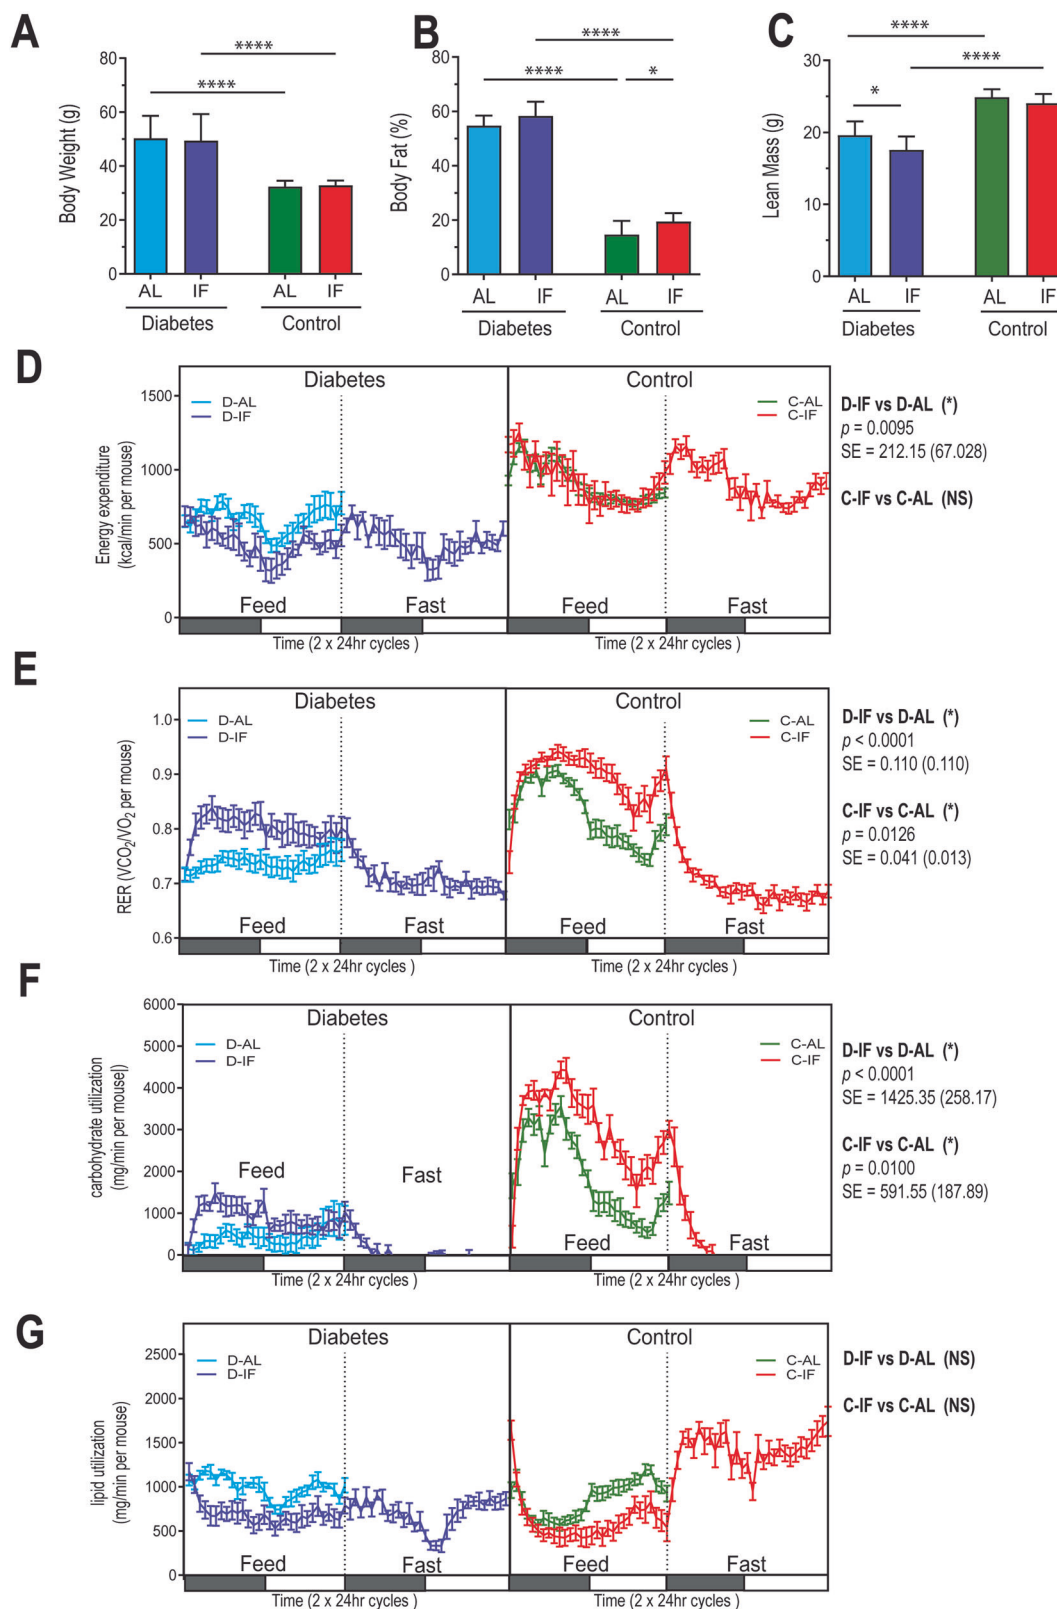 A
B
C
****
****
80
60
40
20
0
Body Weight (g)
AL
IF
AL
IF
Diabetes
Control
****
****
*
80
60
40
20
0
Body Fat (%)
AL
IF
AL
IF
Diabetes
Control
****
****
*
30
20
10
0
Lean Mass (g)
AL
IF
AL
IF
Diabetes
Control
D
Diabetes
Control
1500
1000
500
0
Energy expenditure
(kcal/min per mouse)
D-AL
D-IF
C-AL
C-IF
Feed
Fast
Feed
Fast
Time (2 x 24hr cycles )
Time (2 x 24hr cycles )
D-IF vs D-AL (*)
p = 0.0095
SE = 212.15 (67.028)
C-IF vs C-AL (NS)
E
Diabetes
Control
1.0
0.9
0.8
0.7
0.6
RER (VCO₂/VO₂ per mouse)
D-AL
D-IF
C-AL
C-IF
Feed
Fast
Feed
Fast
Time (2 x 24hr cycles )
Time (2 x 24hr cycles )
D-IF vs D-AL (*)
p < 0.0001
SE = 0.110 (0.110)
C-IF vs C-AL (*)
p = 0.0126
SE = 0.041 (0.013)
F
Diabetes
Control
6000
5000
4000
3000
2000
1000
0
carbohydrate utilization
(mg/min per mousel)
D-AL
D-IF
C-AL
C-IF
Feed
Fast
Feed
Fast
Time (2 x 24hr cycles )
Time (2 x 24hr cycles )
D-IF vs D-AL (*)
p < 0.0001
SE = 1425.35 (258.17)
C-IF vs C-AL (*)
p = 0.0100
SE = 591.55 (187.89)
G
Diabetes
Control
2500
2000
1500
1000
500
0
lipid utilization
(mg/min per mouse)
D-AL
D-IF
C-AL
C-IF
Feed
Fast
Feed
Fast
Time (2 x 24hr cycles )
Time (2 x 24hr cycles )
D-IF vs D-AL (NS)
C-IF vs C-AL (NS)